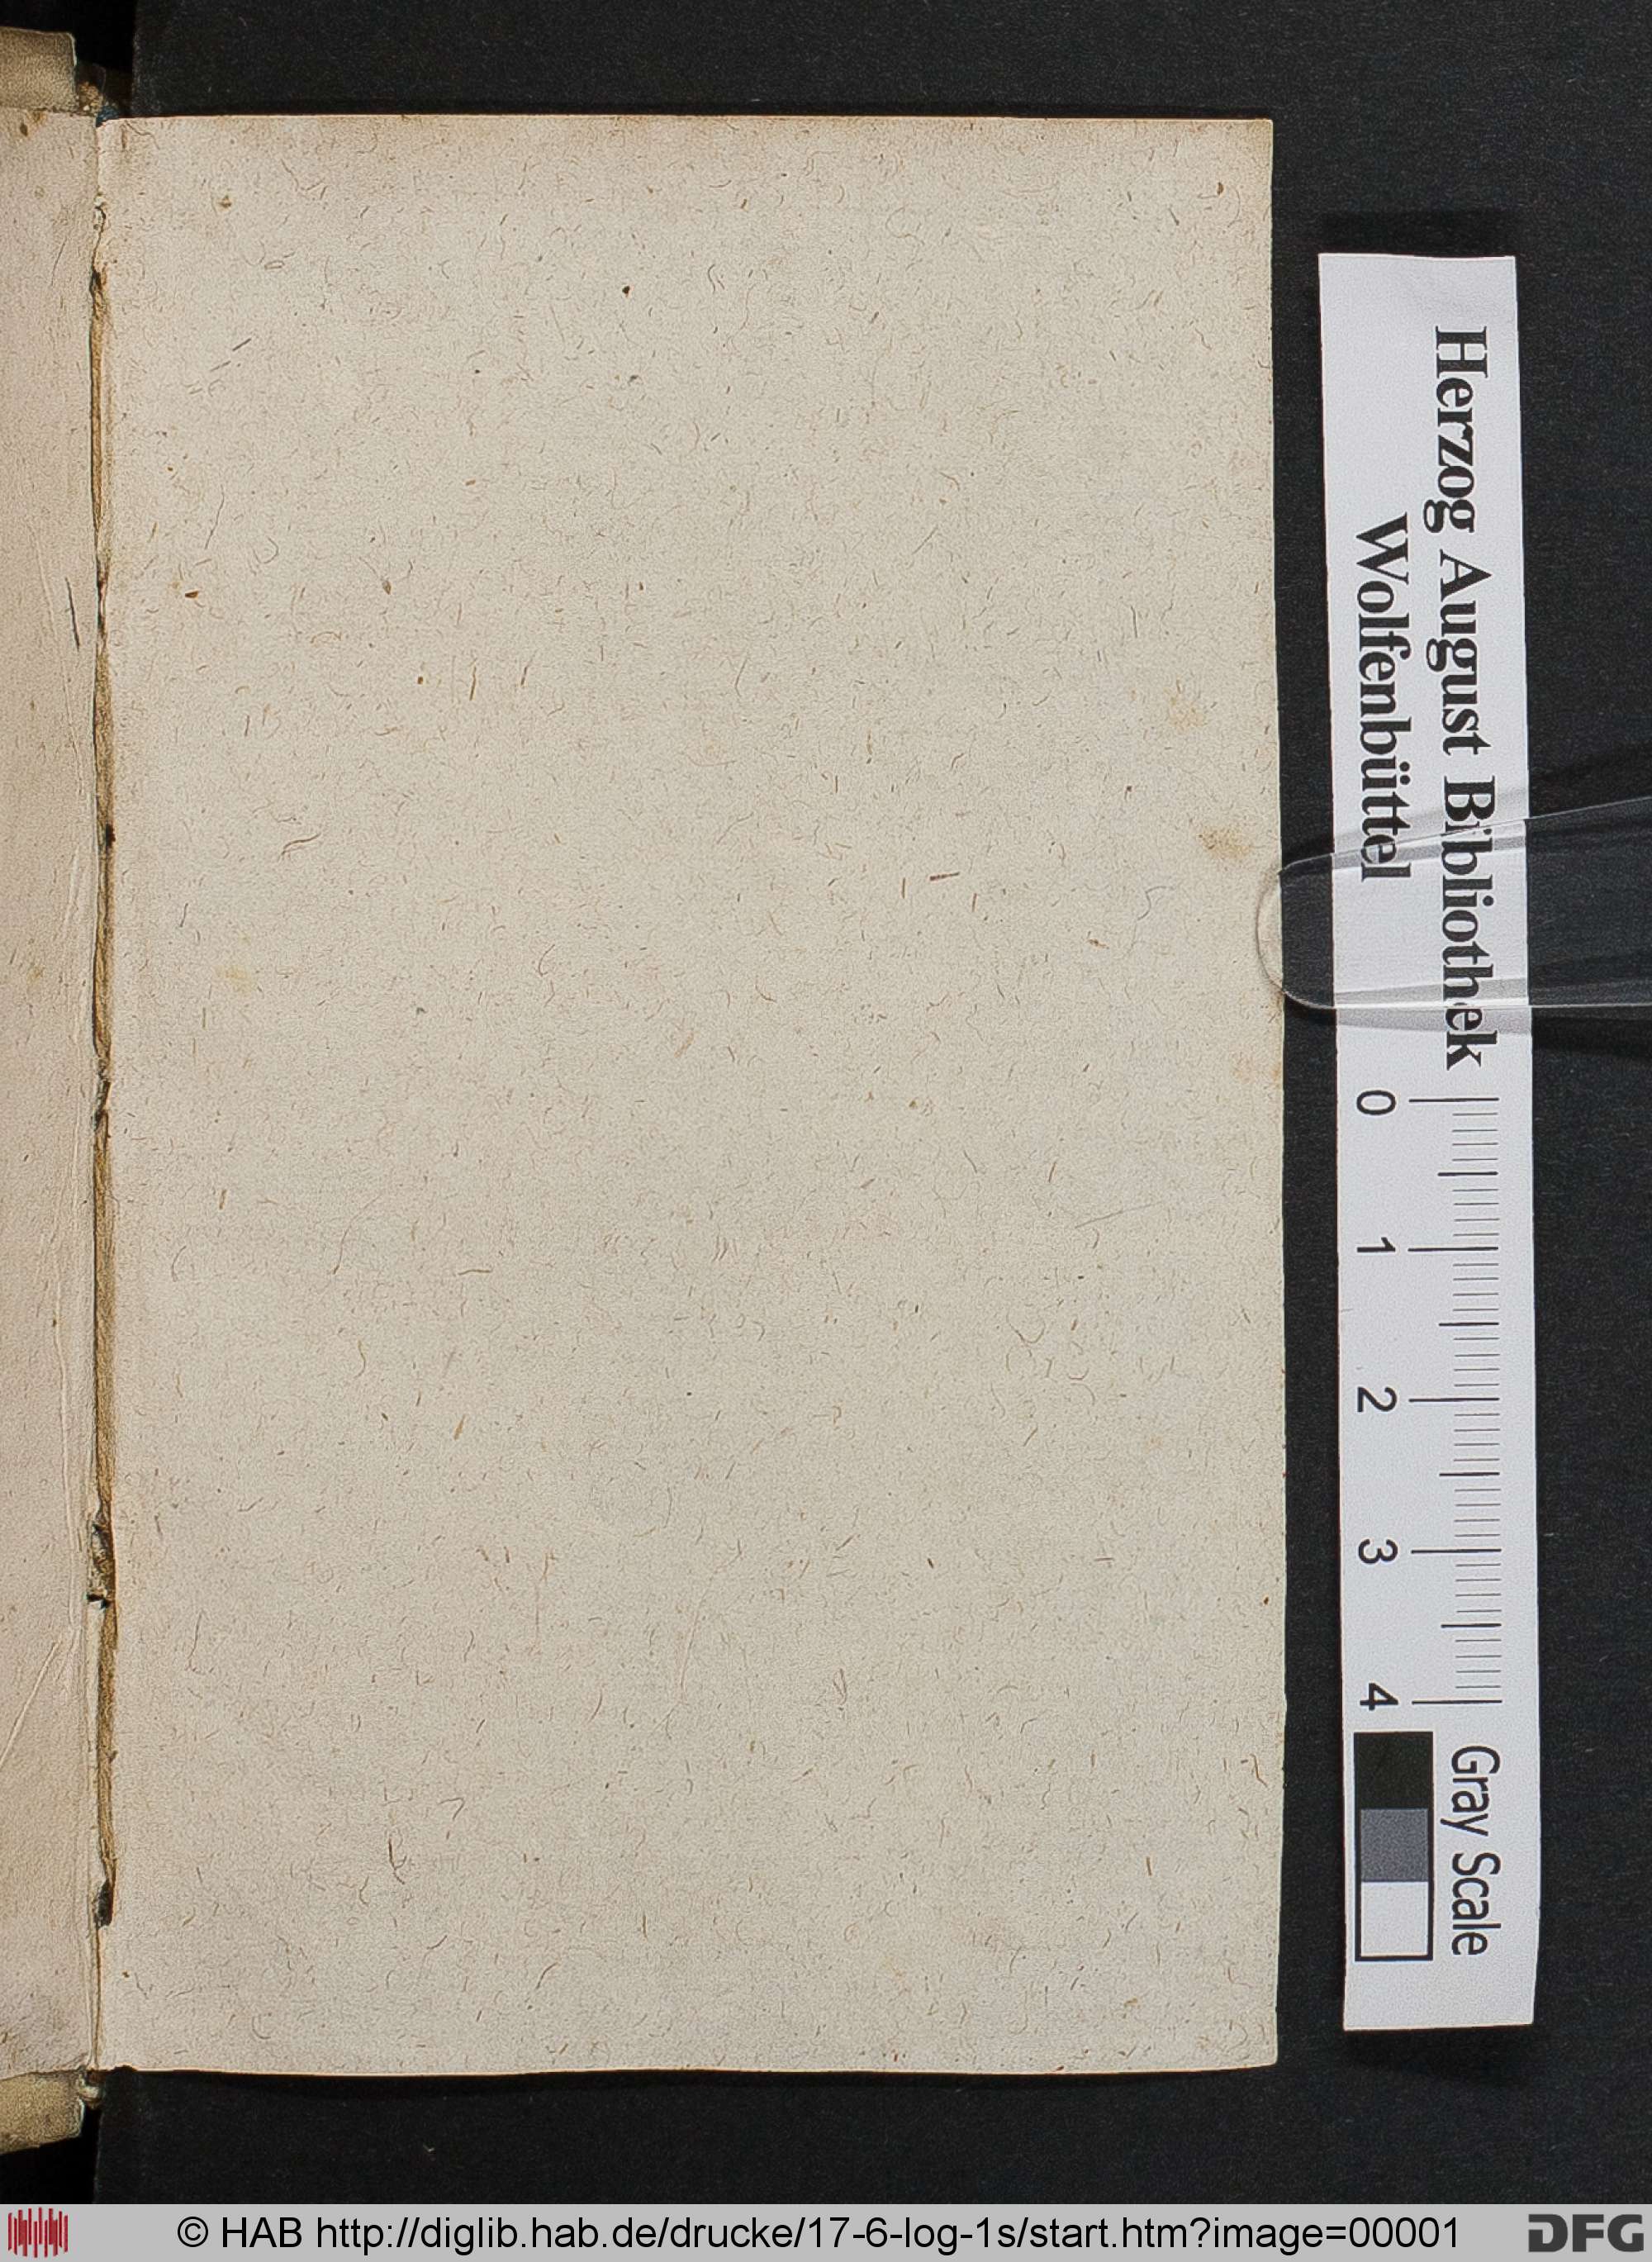 Herzog August Bibliothek
Wolfenbüttel
0 1 2 3 4
Gray Scale
© HAB http://diglib.hab.de/drucke/17-6-log-1s/start.htm?image=00001
DFG